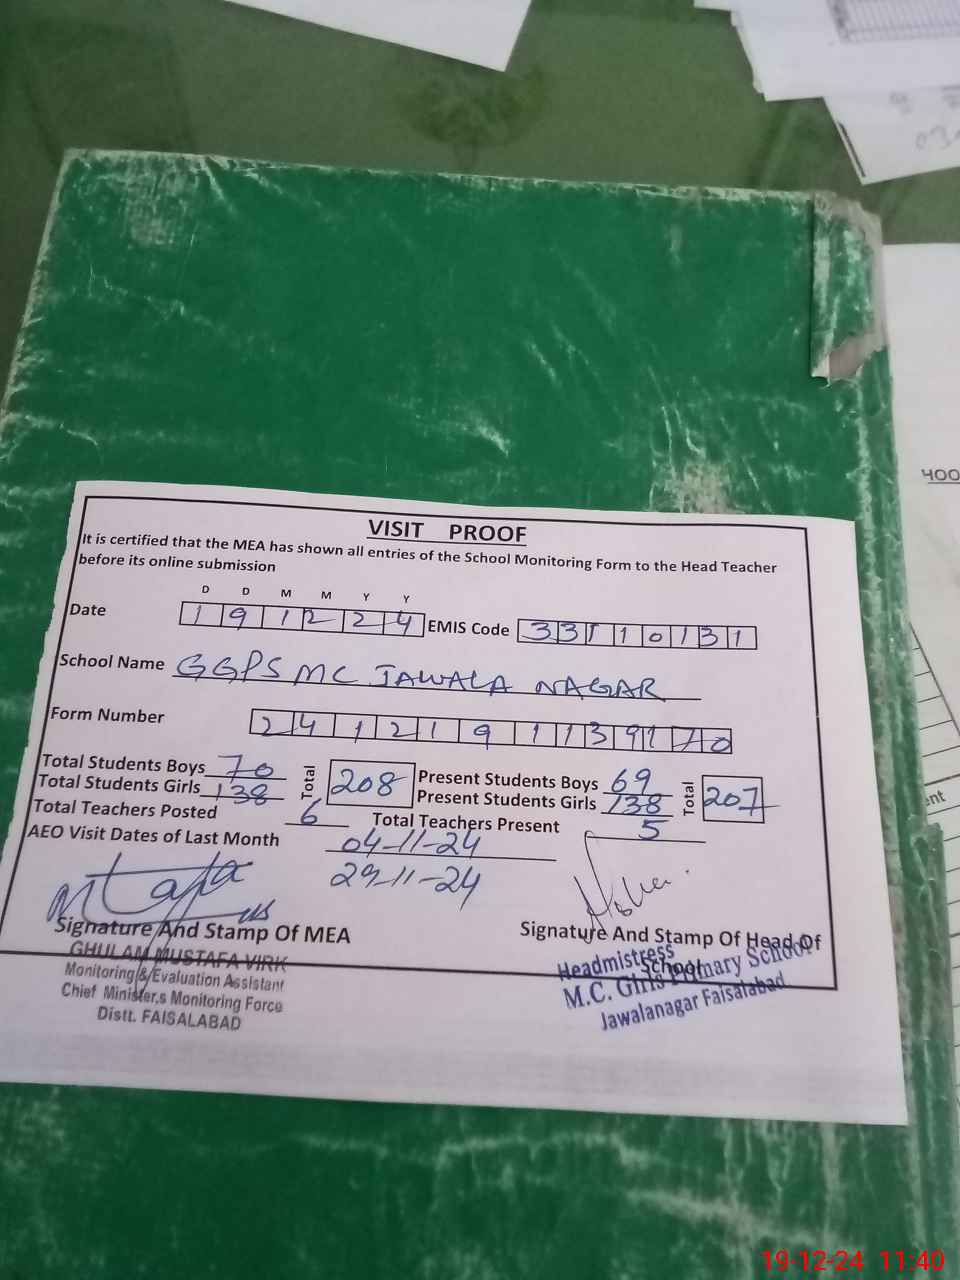 VISIT PROOF
It is certified that the MEA has shown all entries of the School Monitoring Form to the Head Teacher
before its online submission
D D M M Y Y
Date 1 9 1 2 2 4 EMIS Code 3 3 1 1 0 1 3 1
School Name GGPS MC JAWALA NAGAR
Form Number 2 4 1 2 1 9 1 1 3 9 1 7 0
Total Students Boys 70 Total 208 Present Students Boys 69 Total 207
Total Students Girls 138 Present Students Girls 138
Total Teachers Posted 6 Total Teachers Present 5
AEO Visit Dates of Last Month 04-11-24
29-11-24
Signature And Stamp Of MEA
Signature And Stamp Of Head Of
School
GHULAM MUSTAFA VIRK
Monitoring & Evaluation Assistant
Chief Minister,s Monitoring Force
Distt. FAISALABAD
Headmistress
M.C. Girls Primary School
Jawalanagar Faisalabad
19-12-24 11:40